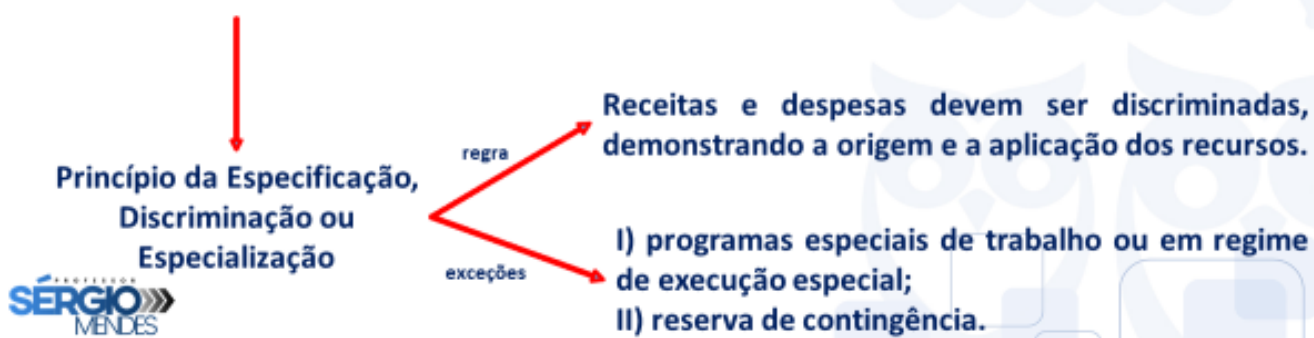 Receitas e despesas devem ser discriminadas,
demonstrando a origem e a aplicação dos recursos.
regra
Princípio da Especificação,
Discriminação ou
Especialização
exceções
I) programas especiais de trabalho ou em regime
de execução especial;
II) reserva de contingência.
PROFESSOR
SÉRGIO
MENDES